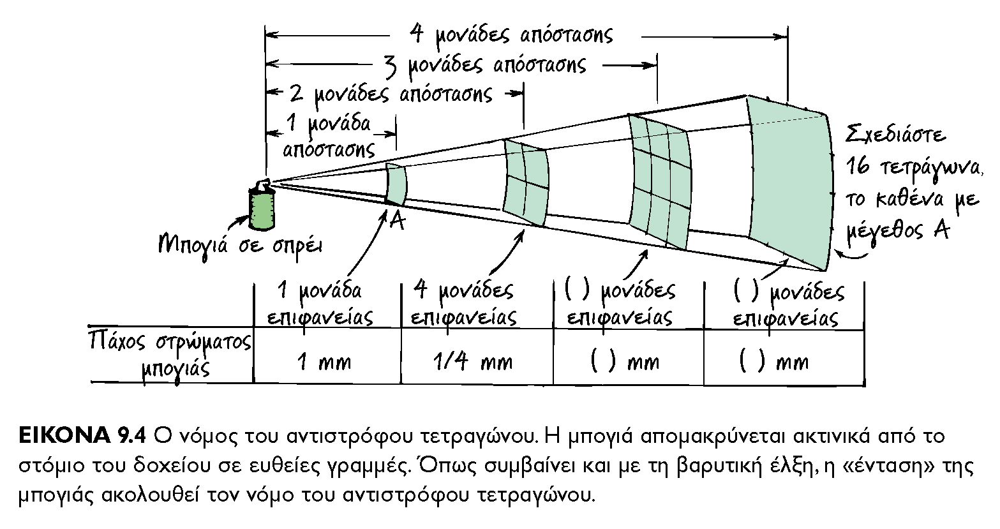 4 μονάδες απόστασης
3 μονάδες απόστασης
2 μονάδες απόστασης
1 μονάδα
απόστασης
Σχεδιάστε
16 τετράγωνα,
το καθένα με
μέγεθος Α
Α
Μπογιά σε σπρέι
1 μονάδα
επιφανείας
4 μονάδες
επιφανείας
( ) μονάδες
επιφανείας
( ) μονάδες
επιφανείας
Πάχος στρώματος
μπογιάς
1 mm
1/4 mm
( ) mm
( ) mm
ΕΙΚΟΝΑ 9.4 Ο νόμος του αντιστρόφου τετραγώνου. Η μπογιά απομακρύνεται ακτινικά από το
στόμιο του δοχείου σε ευθείες γραμμές. Όπως συμβαίνει και με τη βαρυτική έλξη, η «ένταση» της
μπογιάς ακολουθεί τον νόμο του αντιστρόφου τετραγώνου.